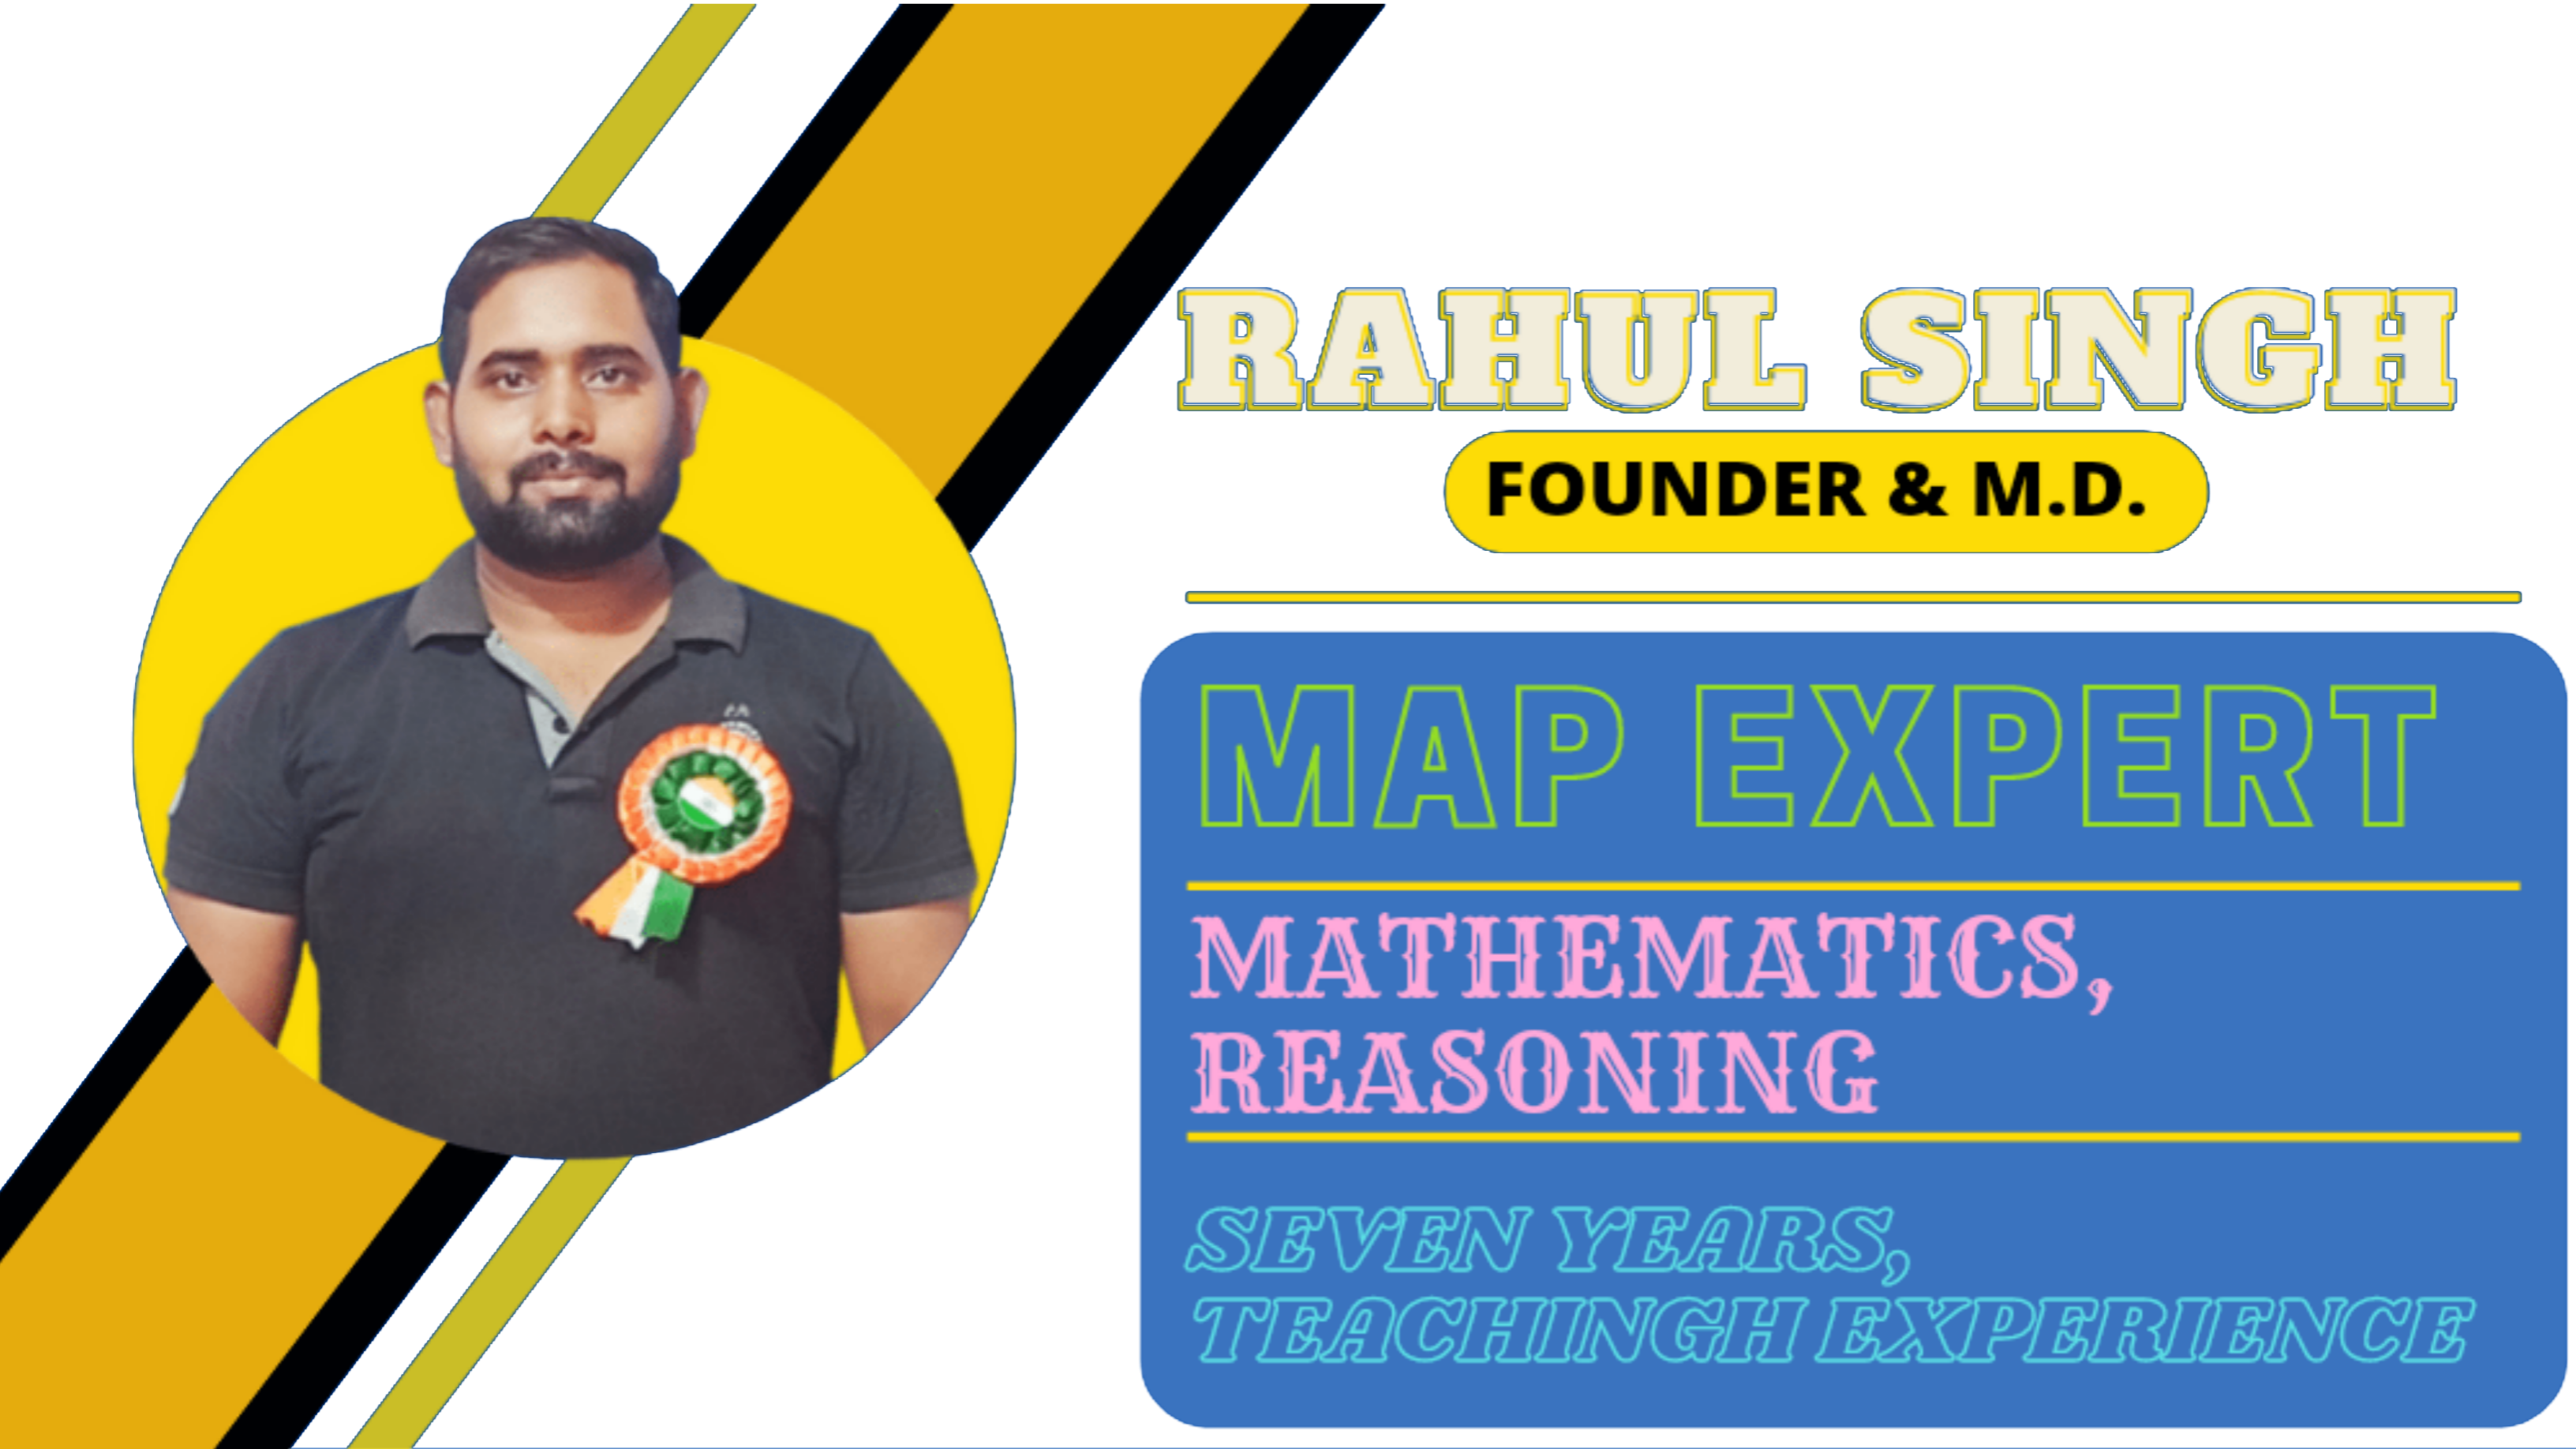 RAHUL SINGH
FOUNDER & M.D.
MAP EXPERT
MATHEMATICS,
REASONING
SEVEN YEARS,
TEACHINGH EXPERIENCE